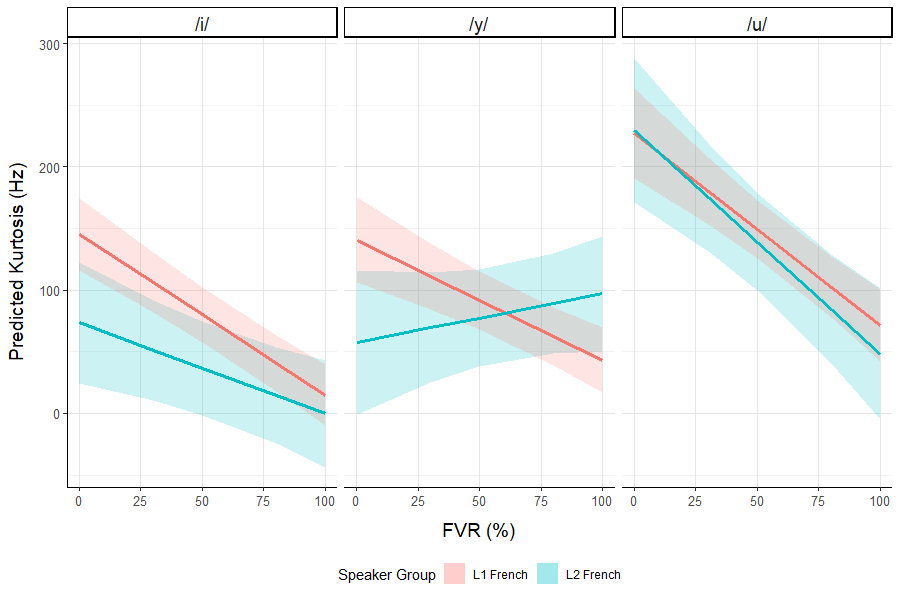 /i/ /y/ /u/
Predicted Kurtosis (Hz)
300
200
100
0
0 25 50 75 100 0 25 50 75 100 0 25 50 75 100
FVR (%)
Speaker Group L1 French L2 French